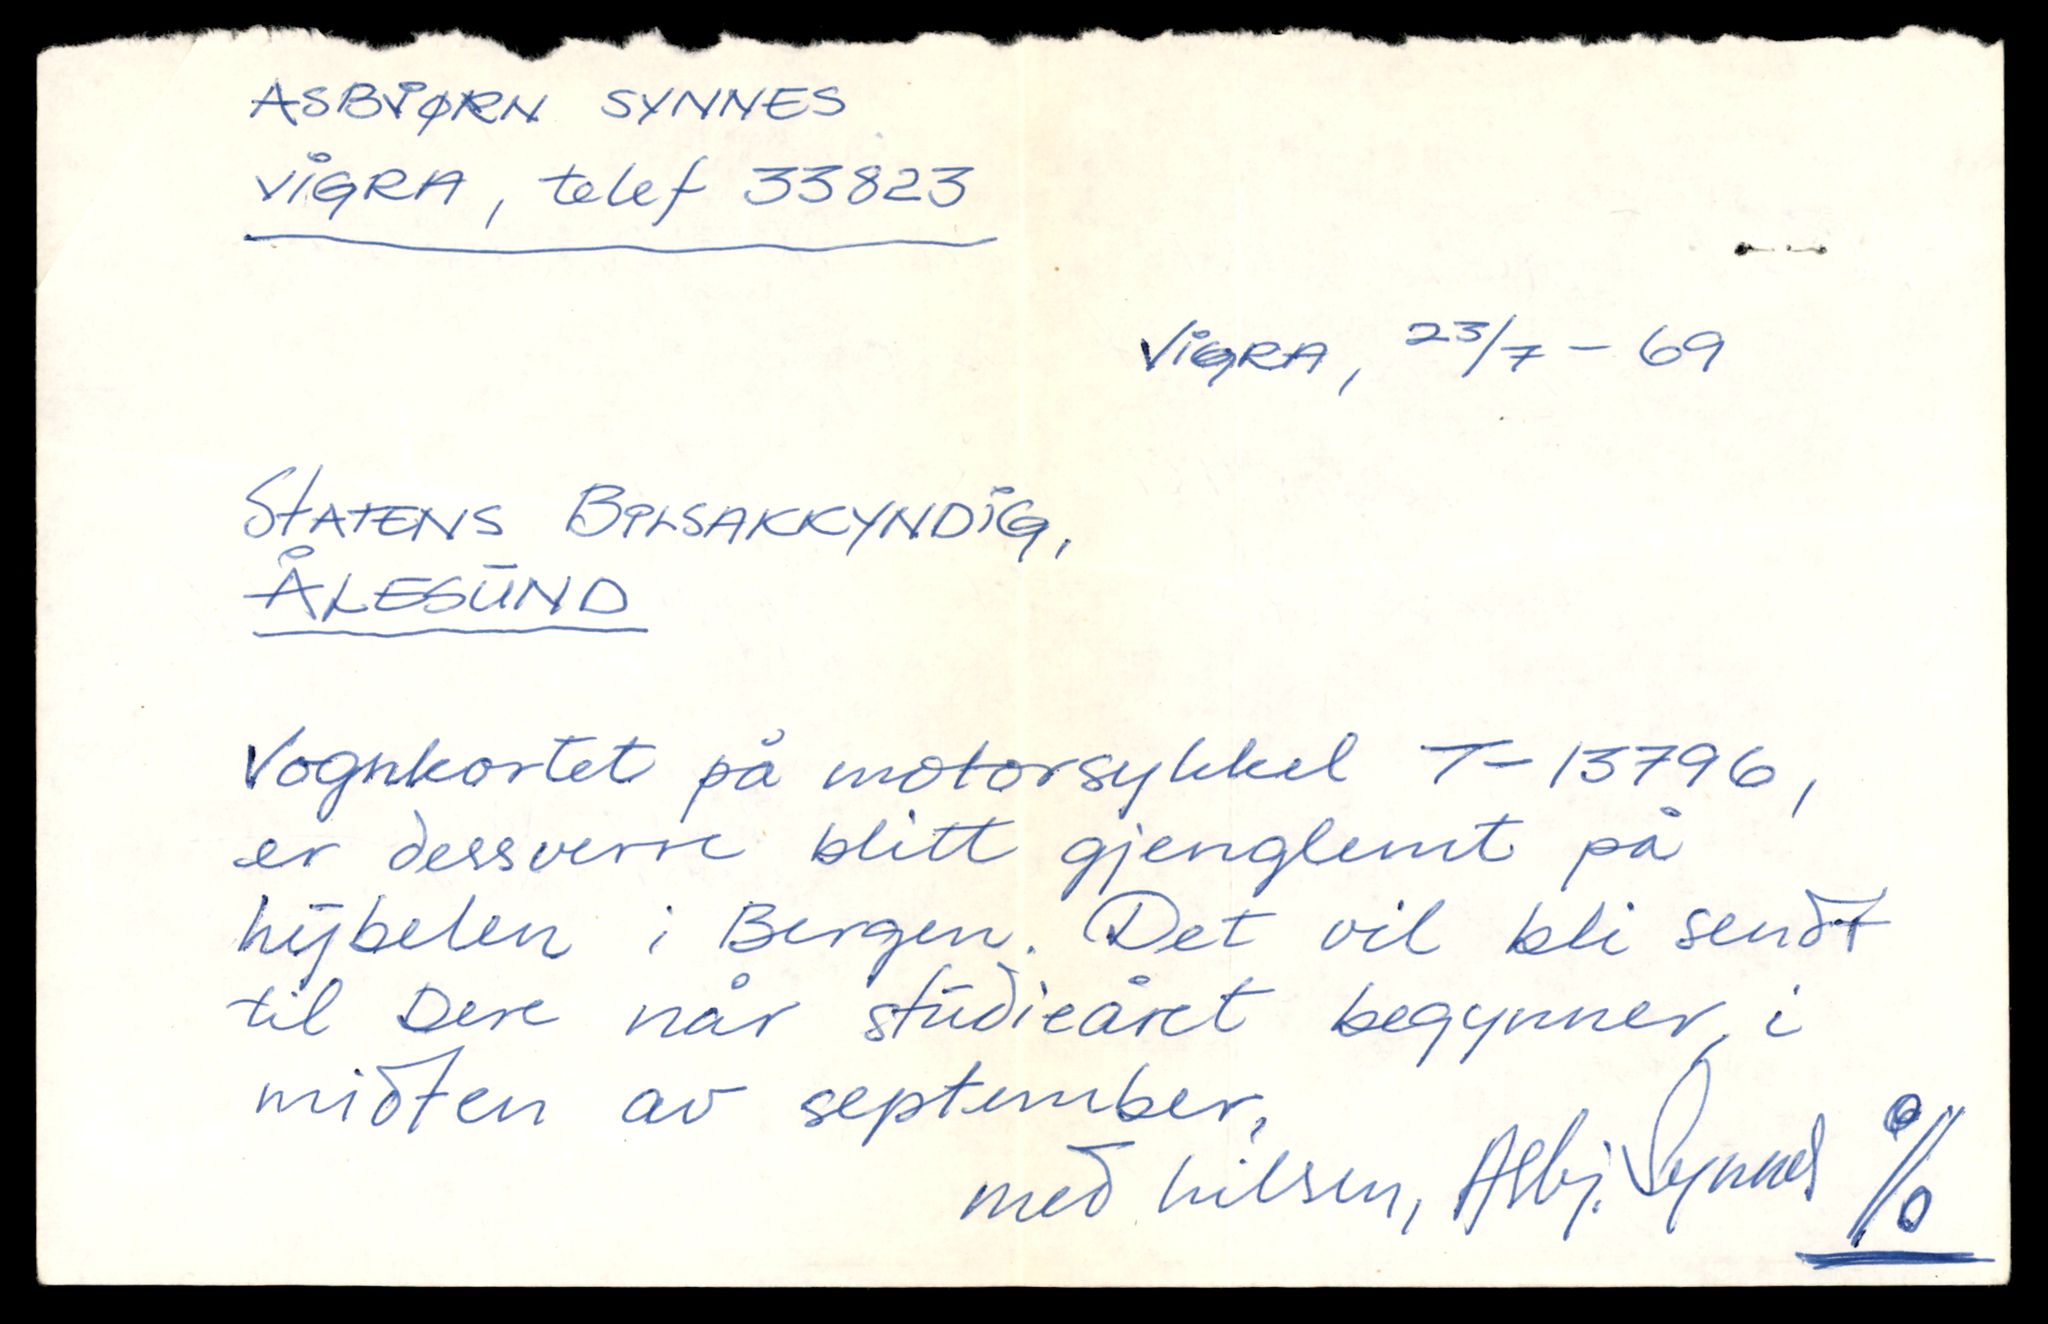 ASBJØRN SYNNES
VIGRA, telef 33823
VIGRA, 23/7 - 69
STATENS BILSAKKYNDIG,
ÅLESUND
Vognkortet på motorsykkel T-13796,
er dessverre blitt gjenglemt på
hybelen i Bergen. Det vil bli sendt
til Dere når studieåret begynner, i
midten av september.
med hilsen, Asbj. Synnes %